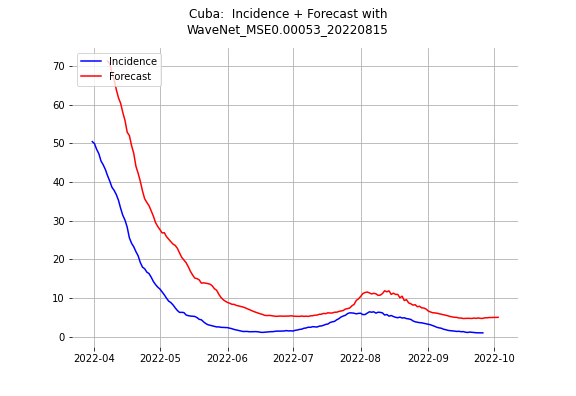 Cuba:  Incidence + Forecast with
WaveNet_MSE0.00053_20220815
Incidence
Forecast
70
60
50
40
30
20
10
0
2022-04 2022-05 2022-06 2022-07 2022-08 2022-09 2022-10